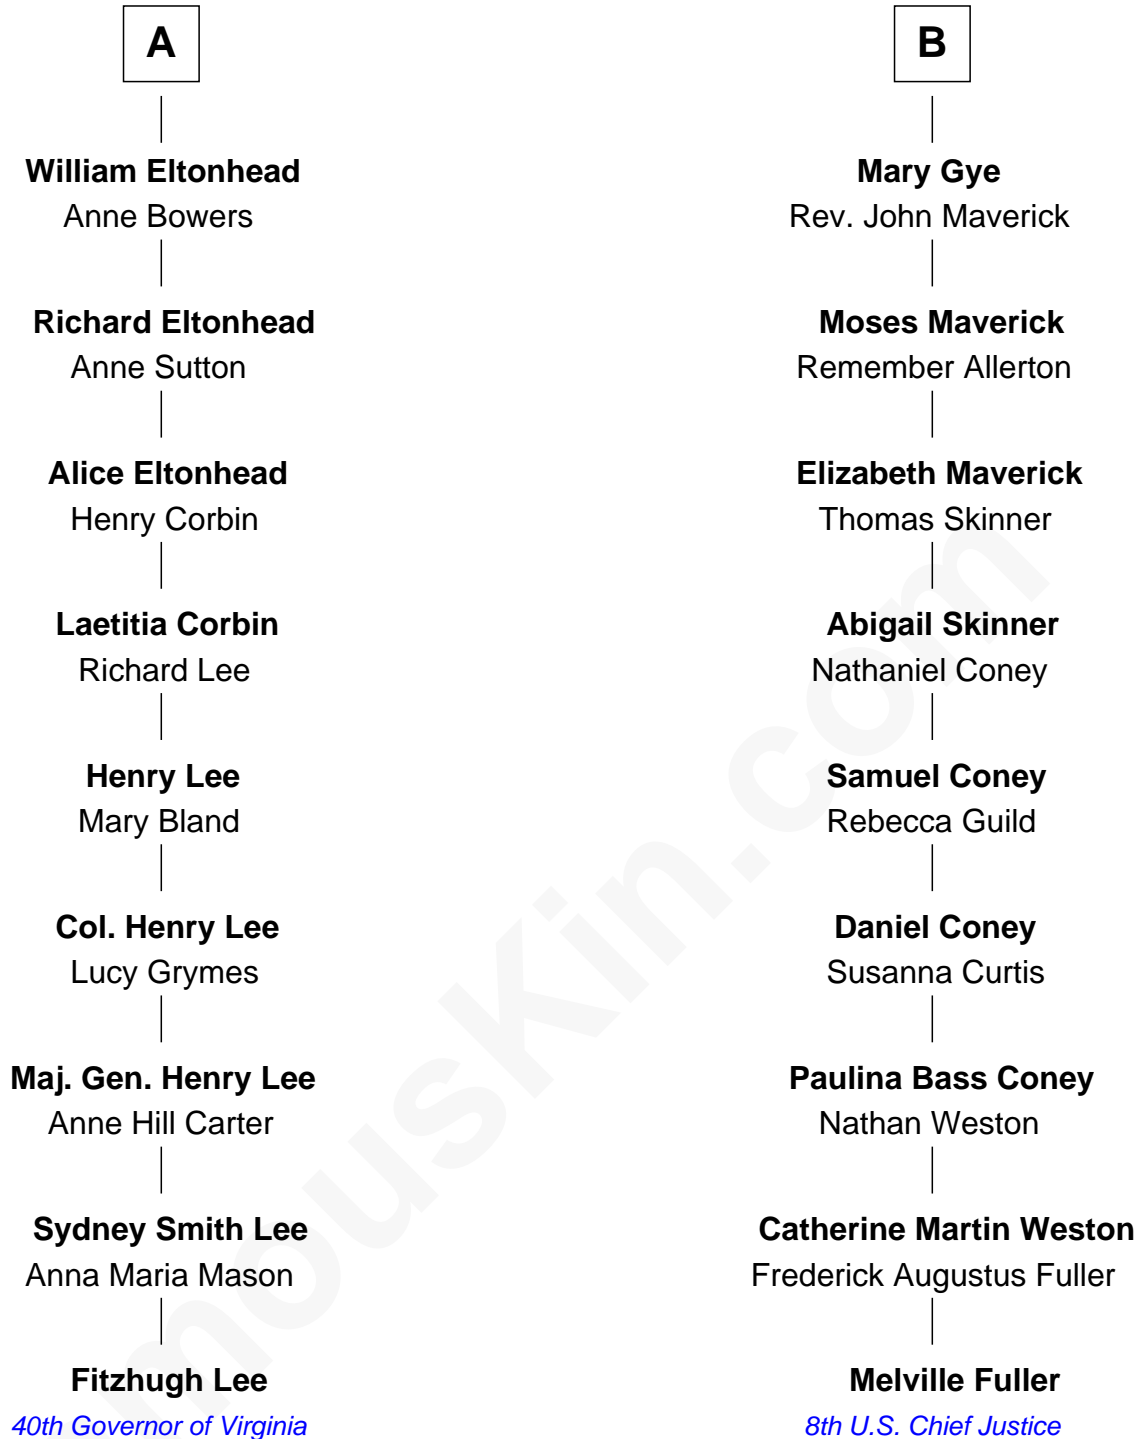 A
William Eltonhead
Anne Bowers
Richard Eltonhead
Anne Sutton
Alice Eltonhead
Henry Corbin
Laetitia Corbin
Richard Lee
Henry Lee
Mary Bland
Col. Henry Lee
Lucy Grymes
Maj. Gen. Henry Lee
Anne Hill Carter
Sydney Smith Lee
Anna Maria Mason
Fitzhugh Lee
40th Governor of Virginia
B
Mary Gye
Rev. John Maverick
Moses Maverick
Remember Allerton
Elizabeth Maverick
Thomas Skinner
Abigail Skinner
Nathaniel Coney
Samuel Coney
Rebecca Guild
Daniel Coney
Susanna Curtis
Paulina Bass Coney
Nathan Weston
Catherine Martin Weston
Frederick Augustus Fuller
Melville Fuller
8th U.S. Chief Justice
mousKin.com